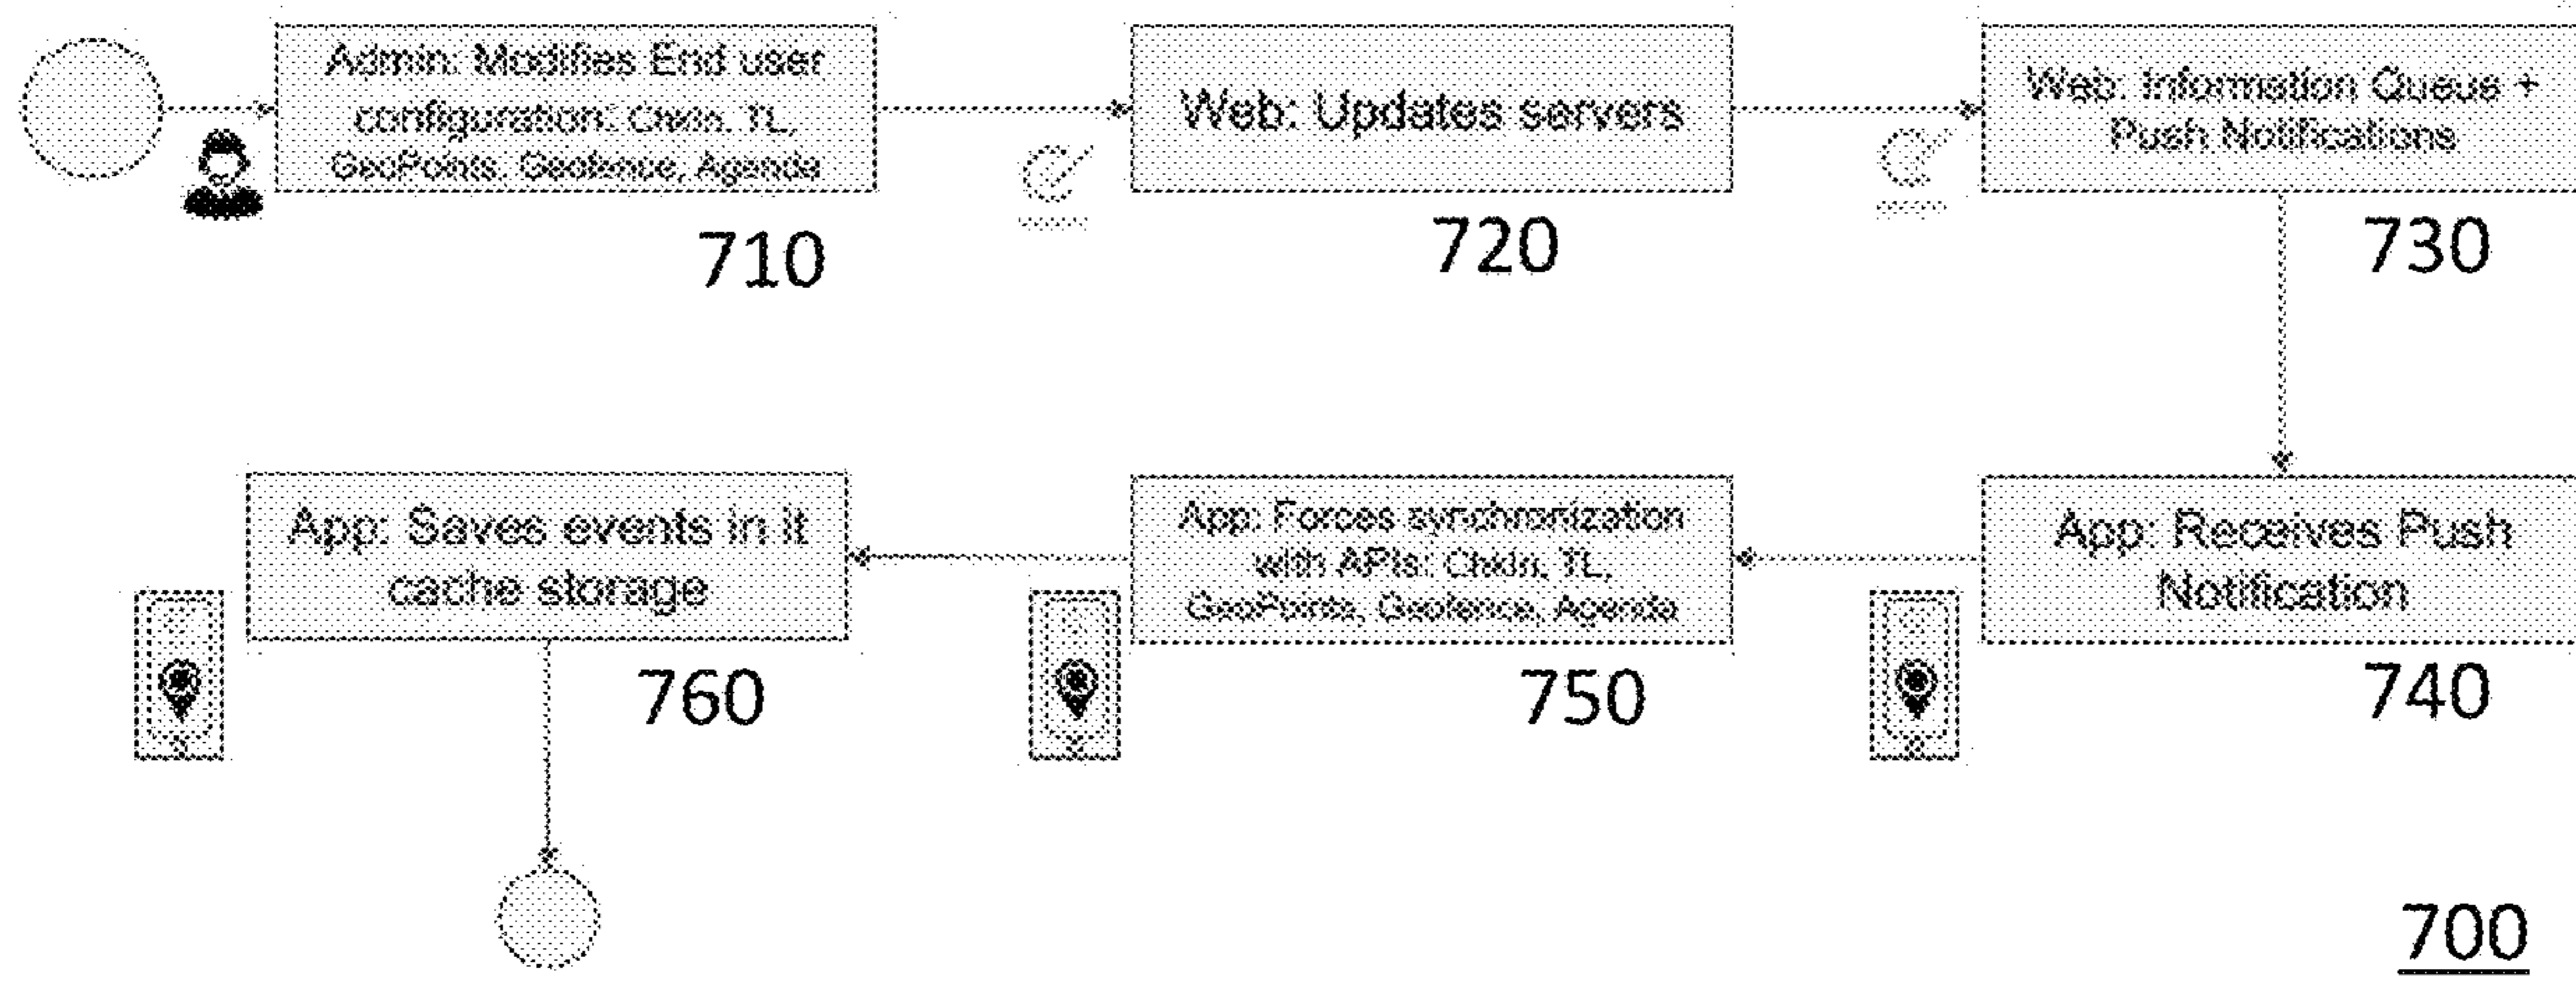 Admin: Modifies End user
configuration: ChkIn, TL,
GeoPoints, Geofence, Agenda
710
Web: Updates servers
720
Web: Information Queue +
Push Notifications
730
App: Receives Push
Notification
740
App: Forces synchronization
with APIs: ChkIn, TL,
GeoPoints, Geofence, Agenda
750
App: Saves events in it
cache storage
760
700